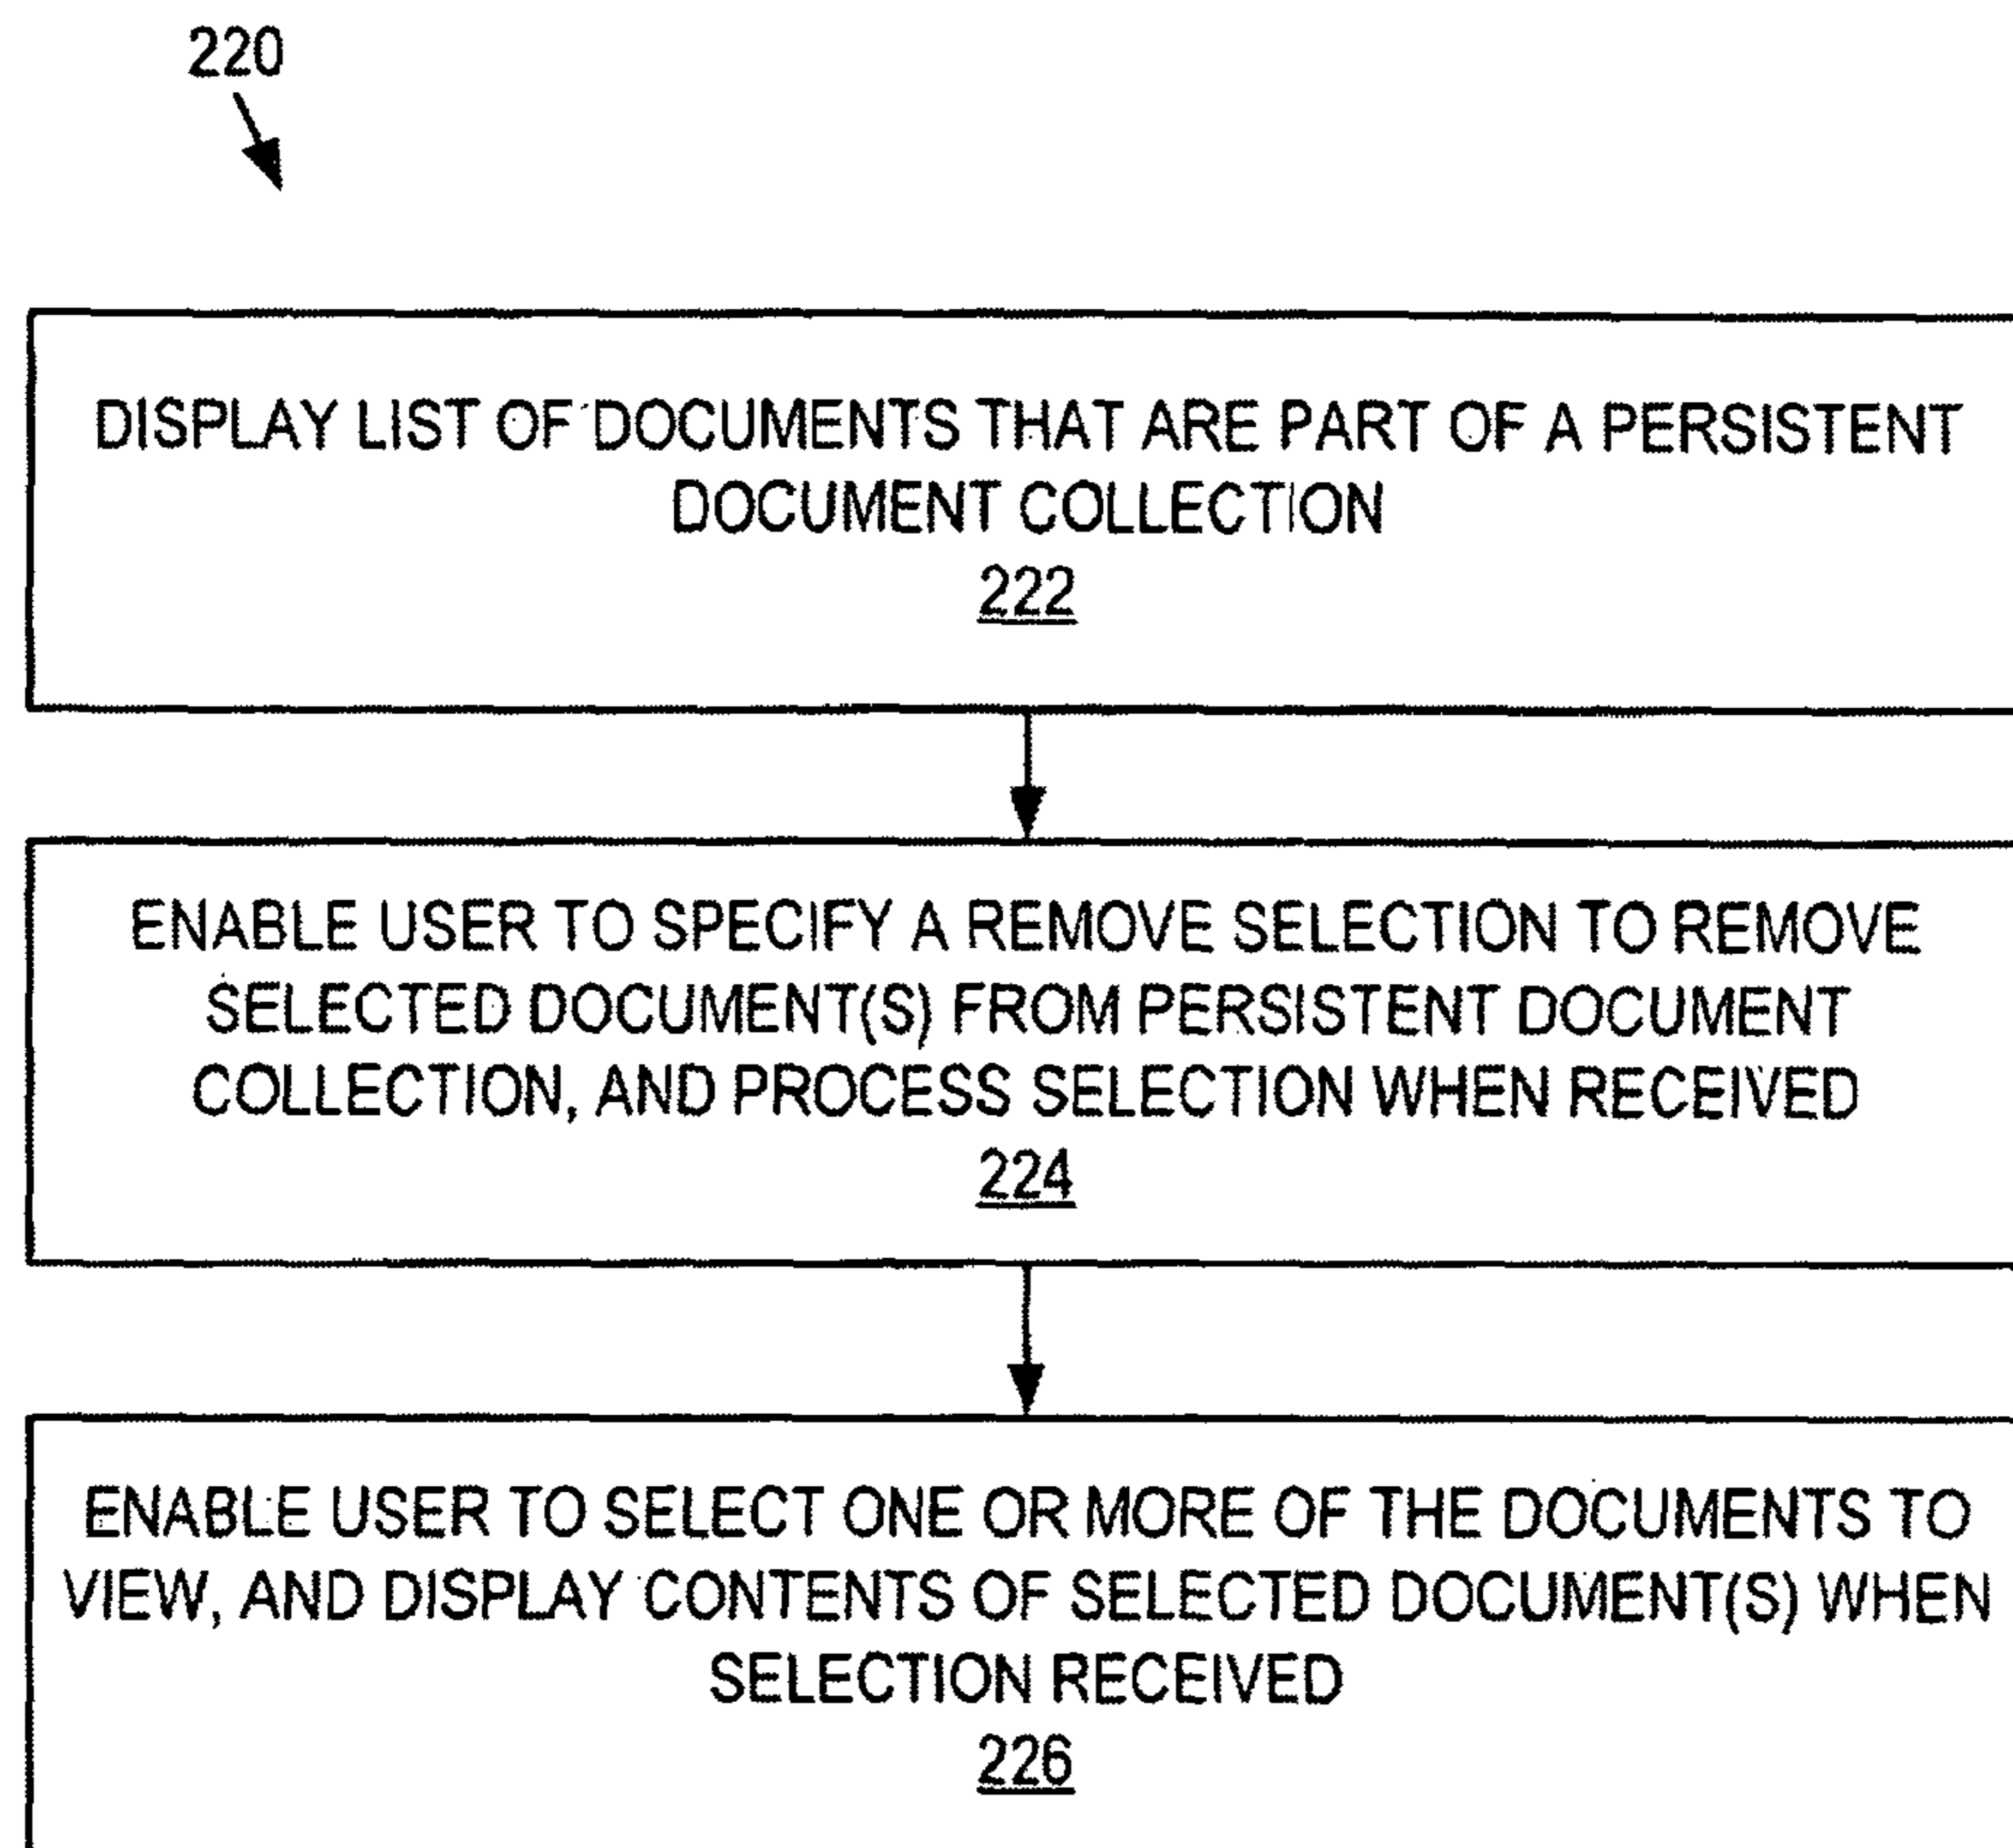 220
DISPLAY LIST OF DOCUMENTS THAT ARE PART OF A PERSISTENT
DOCUMENT COLLECTION
222
ENABLE USER TO SPECIFY A REMOVE SELECTION TO REMOVE
SELECTED DOCUMENT(S) FROM PERSISTENT DOCUMENT
COLLECTION, AND PROCESS SELECTION WHEN RECEIVED
224
ENABLE USER TO SELECT ONE OR MORE OF THE DOCUMENTS TO
VIEW, AND DISPLAY CONTENTS OF SELECTED DOCUMENT(S) WHEN
SELECTION RECEIVED
226